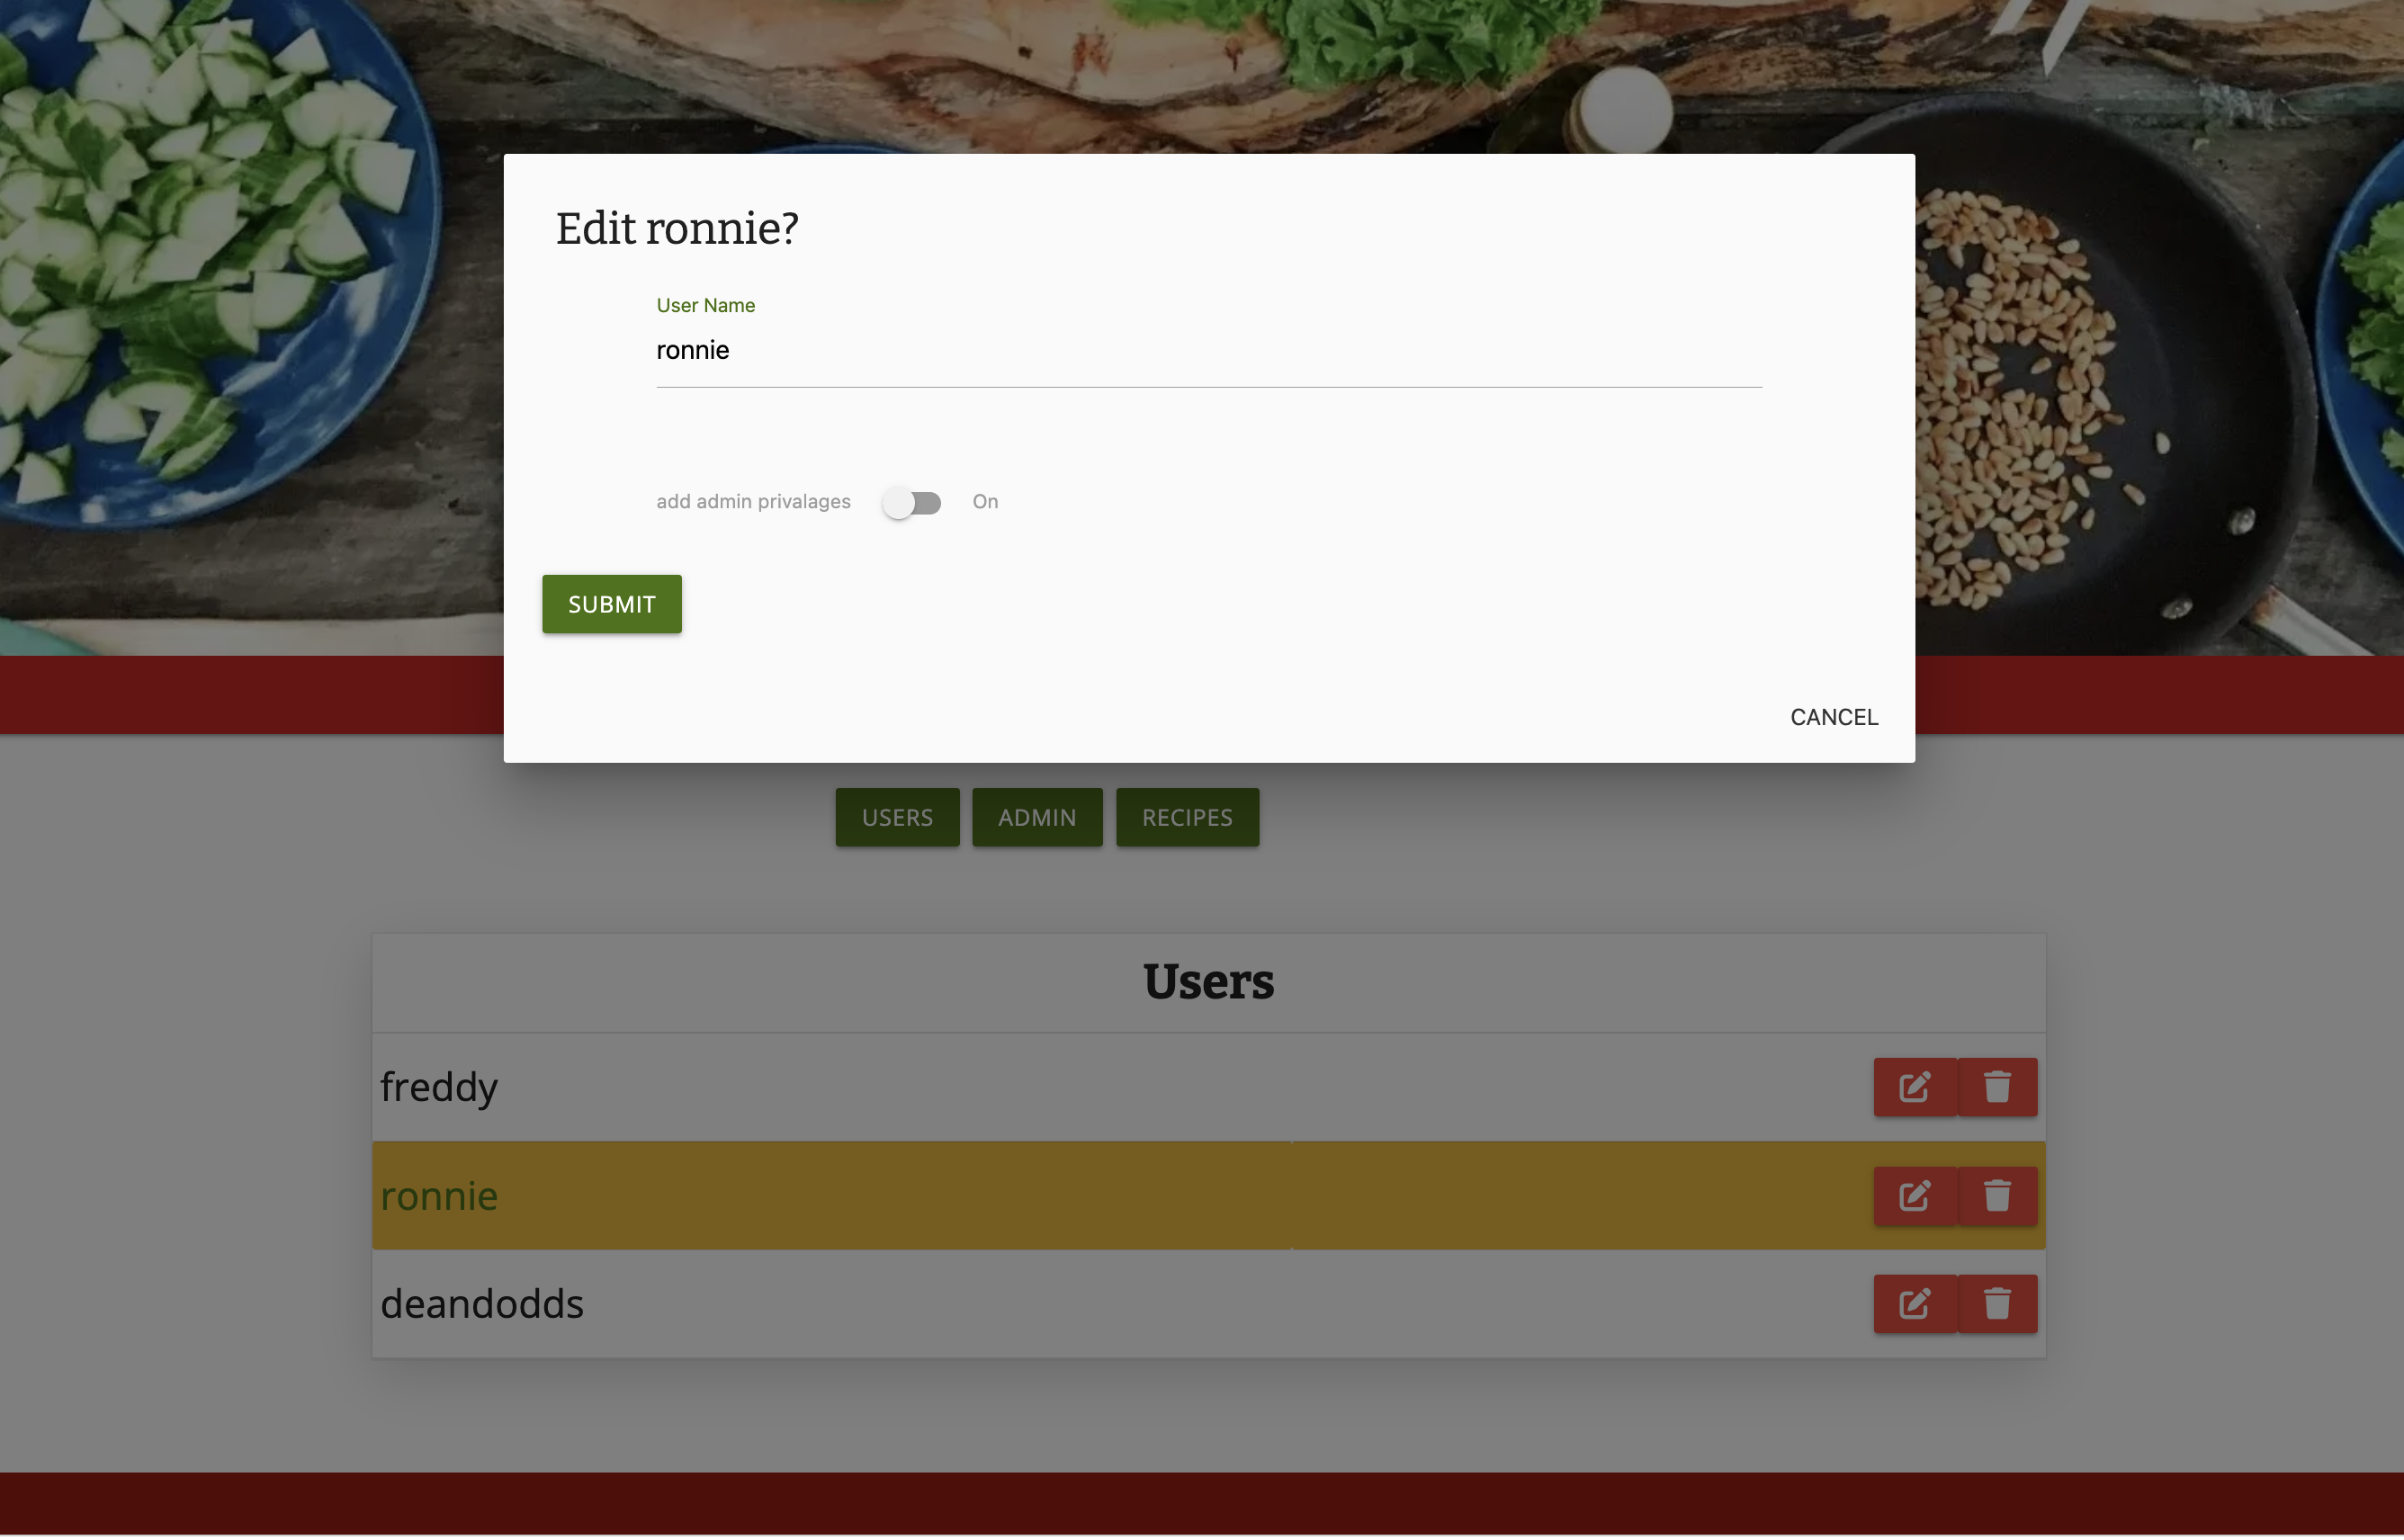 Edit ronnie?
User Name
ronnie
add admin privalages On
SUBMIT
CANCEL
USERS ADMIN RECIPES
Users
freddy
ronnie
deandodds